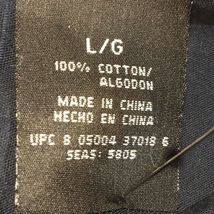 L/G
100% COTTON/
ALGODON
MADE IN CHINA
HECHO EN CHINA
UPC 8 05004 37018 6
SEAS: 5805